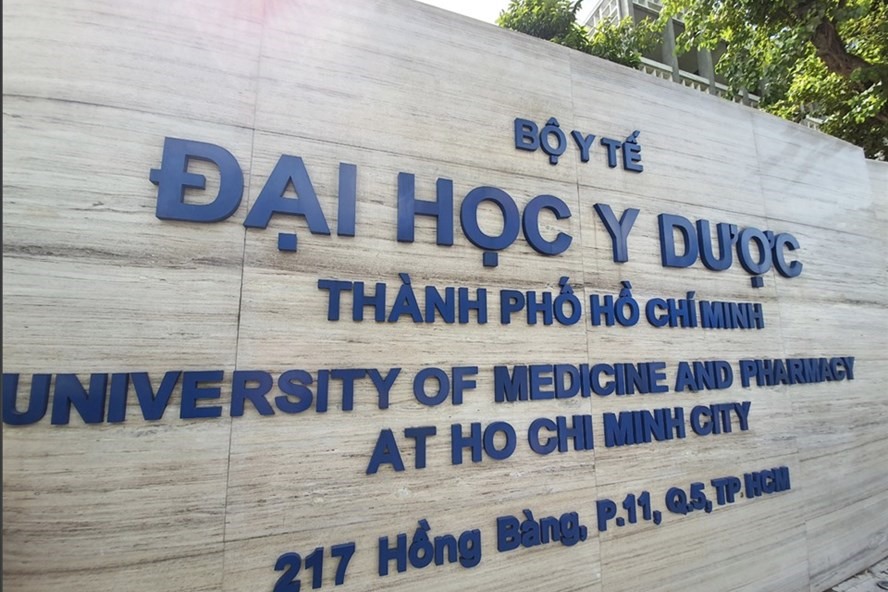 BỘ Y TẾ
ĐẠI HỌC Y DƯỢC
THÀNH PHỐ HỒ CHÍ MINH
UNIVERSITY OF MEDICINE AND PHARMACY
AT HO CHI MINH CITY
217 Hồng Bàng, P.11, Q.5, TP HCM